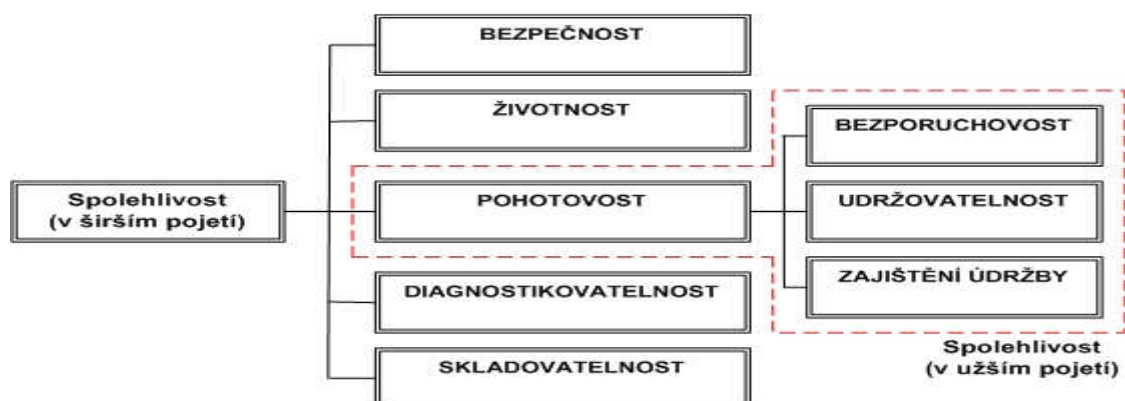 BEZPEČNOST
ŽIVOTNOST
BEZPORUCHOVOST
Spolehlivost
(v širším pojetí)
POHOTOVOST
UDRŽOVATELNOST
ZAJIŠTĚNÍ ÚDRŽBY
DIAGNOSTIKOVATELNOST
Spolehlivost
(v užším pojetí)
SKLADOVATELNOST